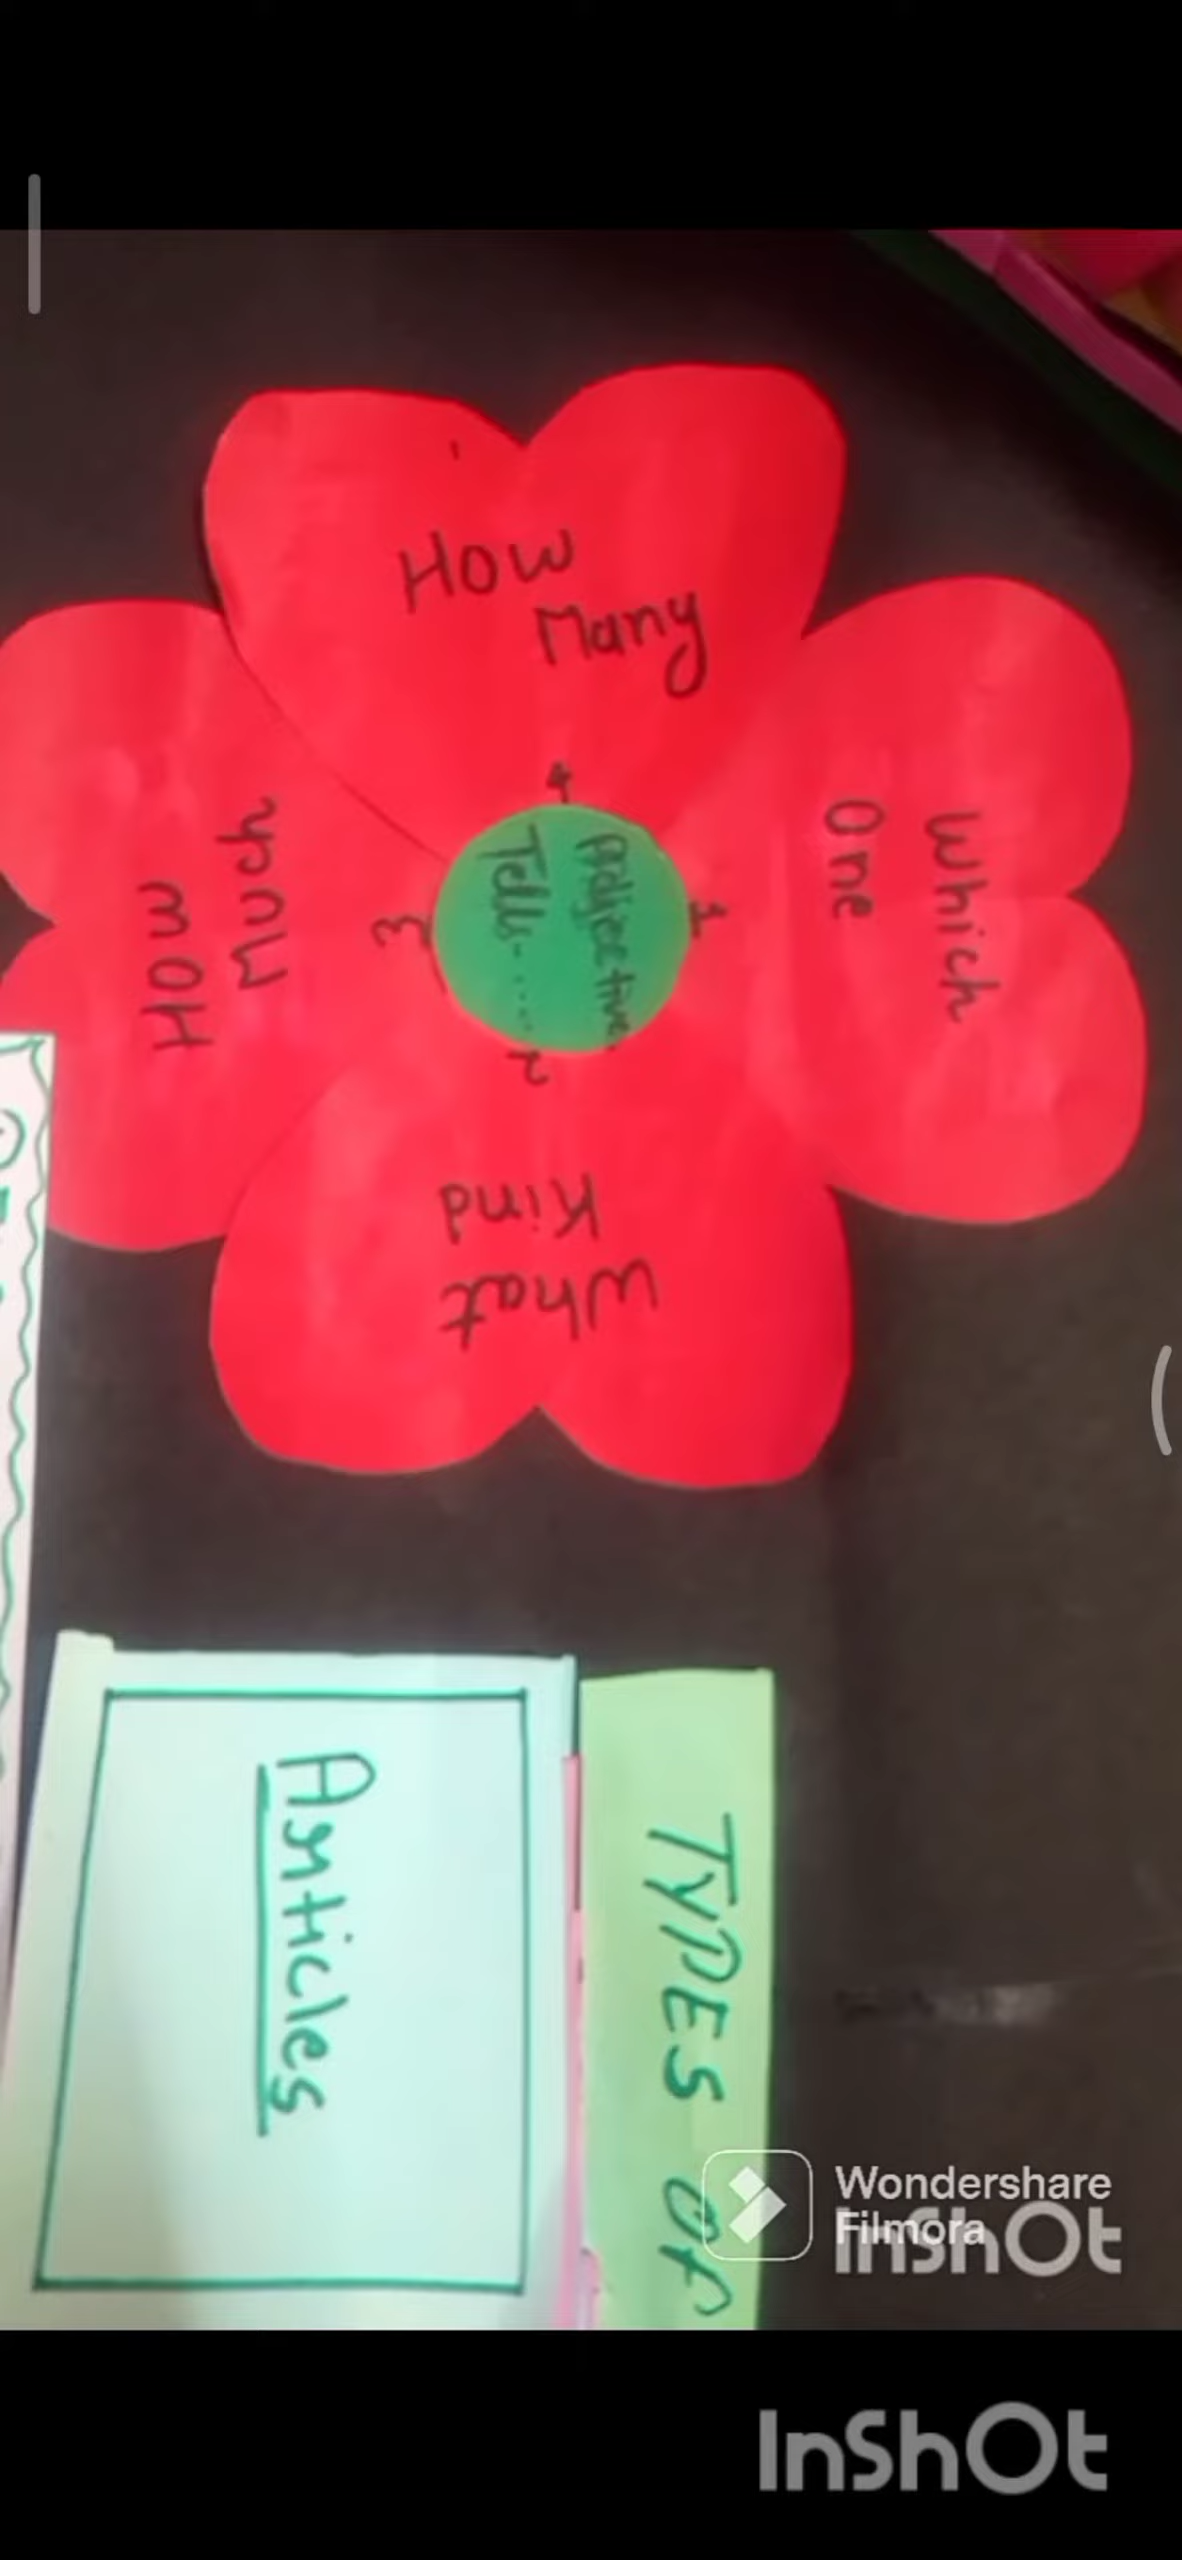 Adjective
Tells......
1
Which
One
2
What
Kind
3
How
Much
4
How
Many
TYPES OF
Articles
Wondershare
Filmora
InShOt
InShOt